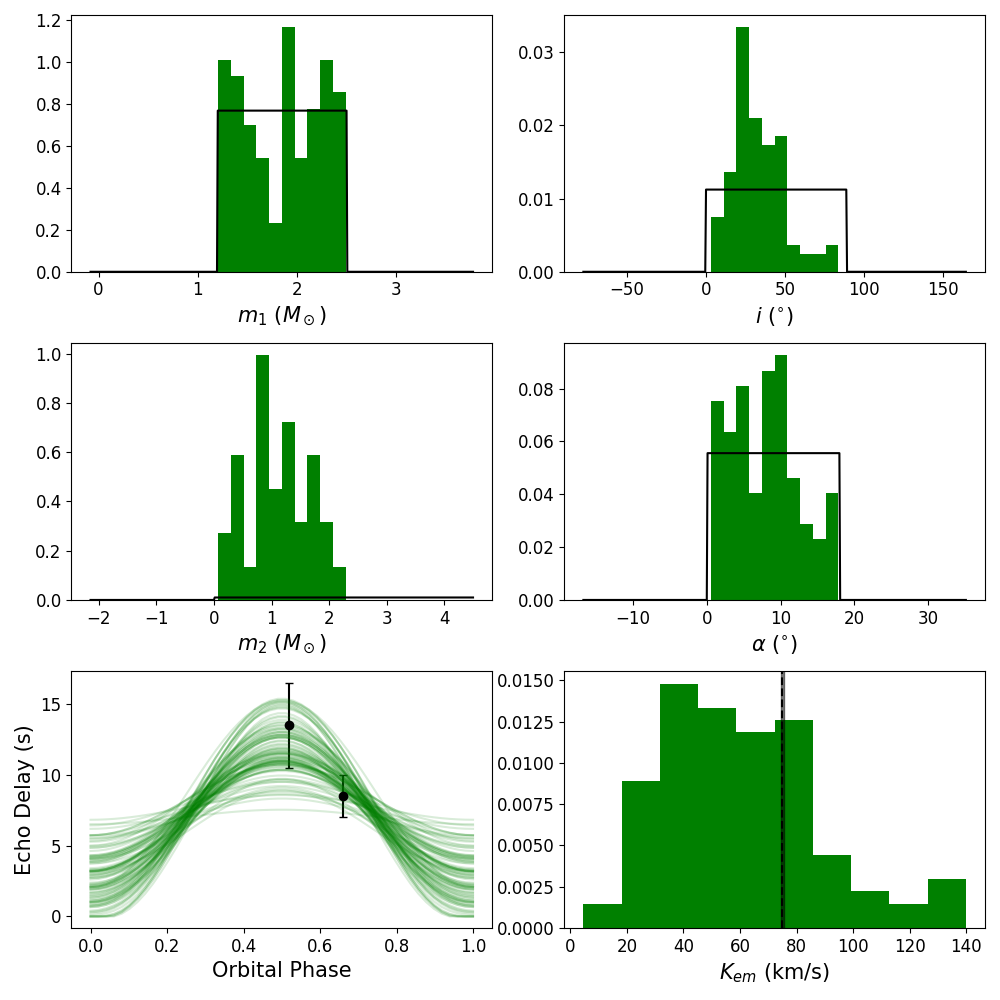 1.2
1.0
0.8
0.6
0.4
0.2
0.0
0 1 2 3
m₁ (M⊙)
0.03
0.02
0.01
0.00
−50 0 50 100 150
i (°)
1.0
0.8
0.6
0.4
0.2
0.0
−2 −1 0 1 2 3 4
m₂ (M⊙)
0.08
0.06
0.04
0.02
0.00
−10 0 10 20 30
α (°)
15
10
5
0
Echo Delay (s)
0.0 0.2 0.4 0.6 0.8 1.0
Orbital Phase
0.0150
0.0125
0.0100
0.0075
0.0050
0.0025
0.0000
0 20 40 60 80 100 120 140
Kₑₘ (km/s)